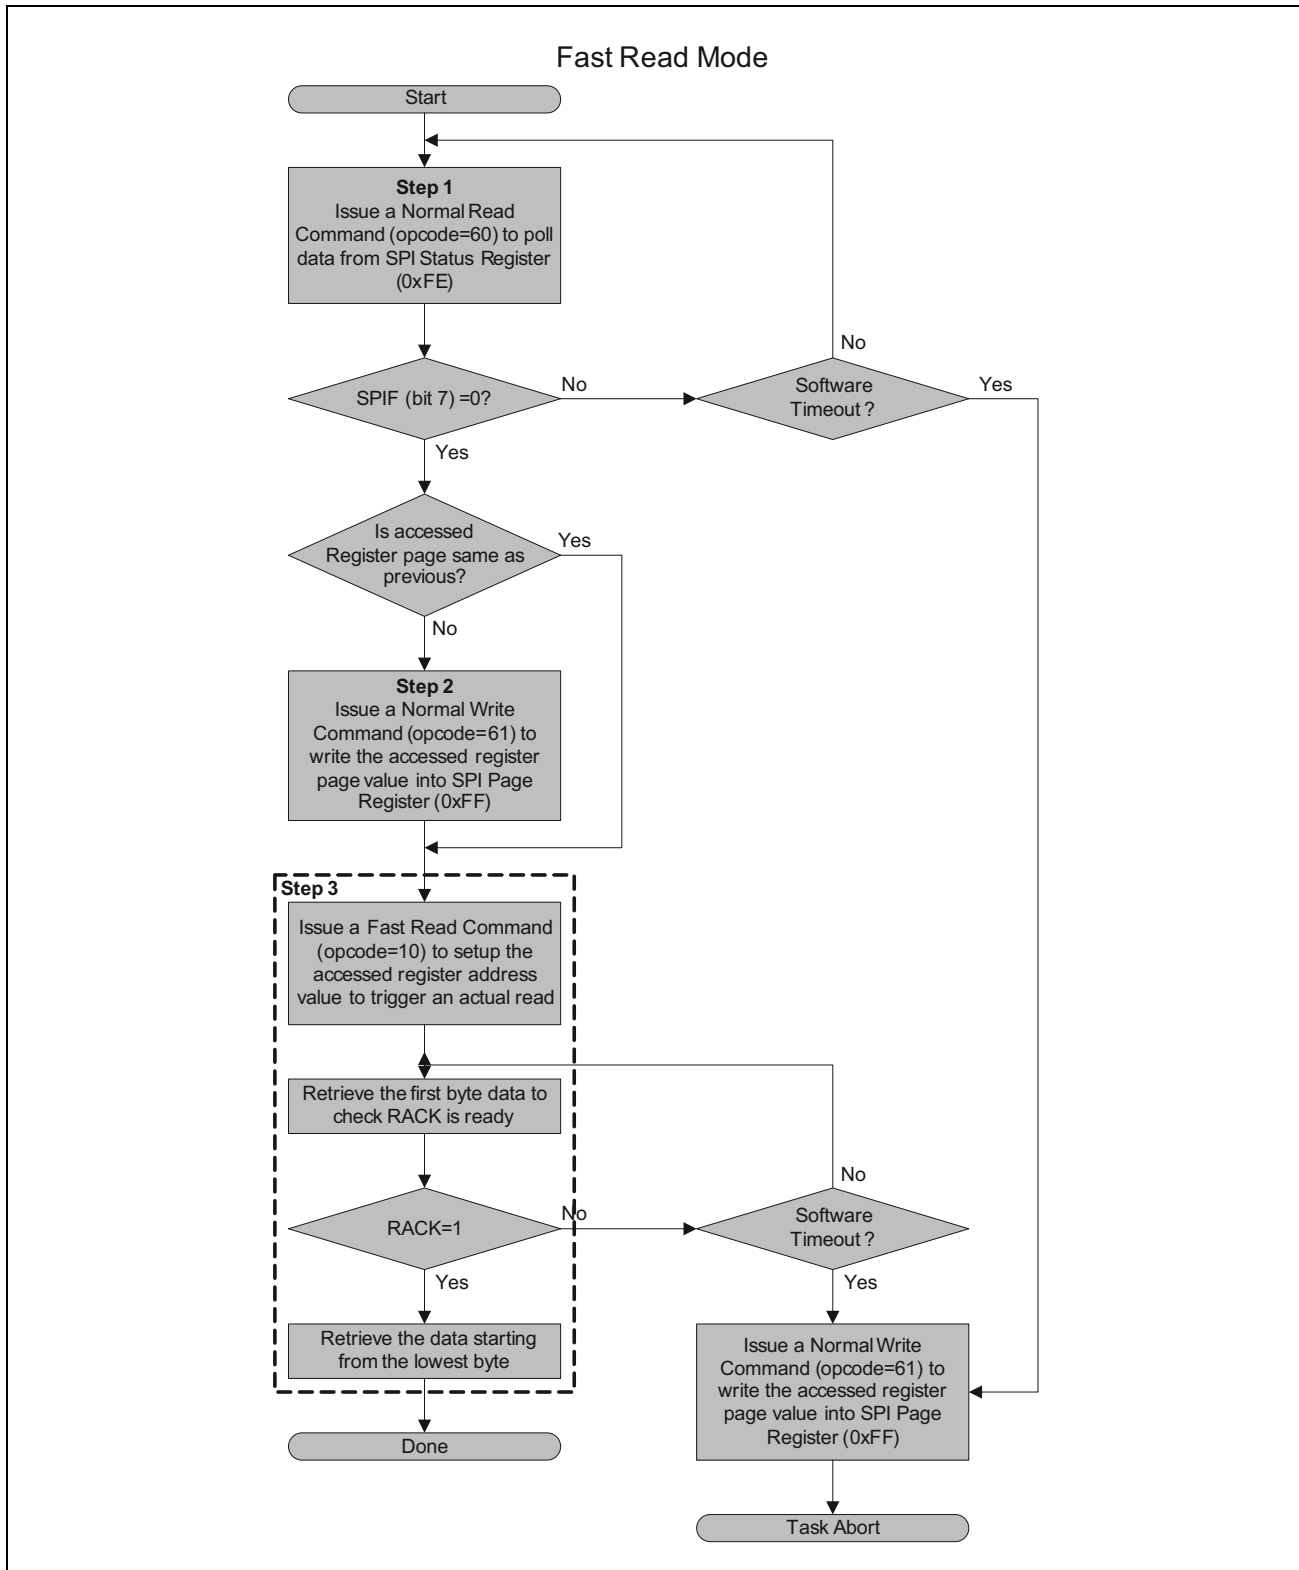 Fast Read Mode
Start
Step 1
Issue a Normal Read
Command (opcode=60) to poll
data from SPI Status Register
(0xFE)
No
SPIF (bit 7) =0?
No
Software
Timeout ?
Yes
Yes
Is accessed
Register page same as
previous?
Yes
No
Step 2
Issue a Normal Write
Command (opcode=61) to
write the accessed register
page value into SPI Page
Register (0xFF)
Step 3
Issue a Fast Read Command
(opcode=10) to setup the
accessed register address
value to trigger an actual read
Retrieve the first byte data to
check RACK is ready
No
RACK=1
No
Software
Timeout ?
Yes
Yes
Retrieve the data starting
from the lowest byte
Issue a Normal Write
Command (opcode=61) to
write the accessed register
page value into SPI Page
Register (0xFF)
Done
Task Abort